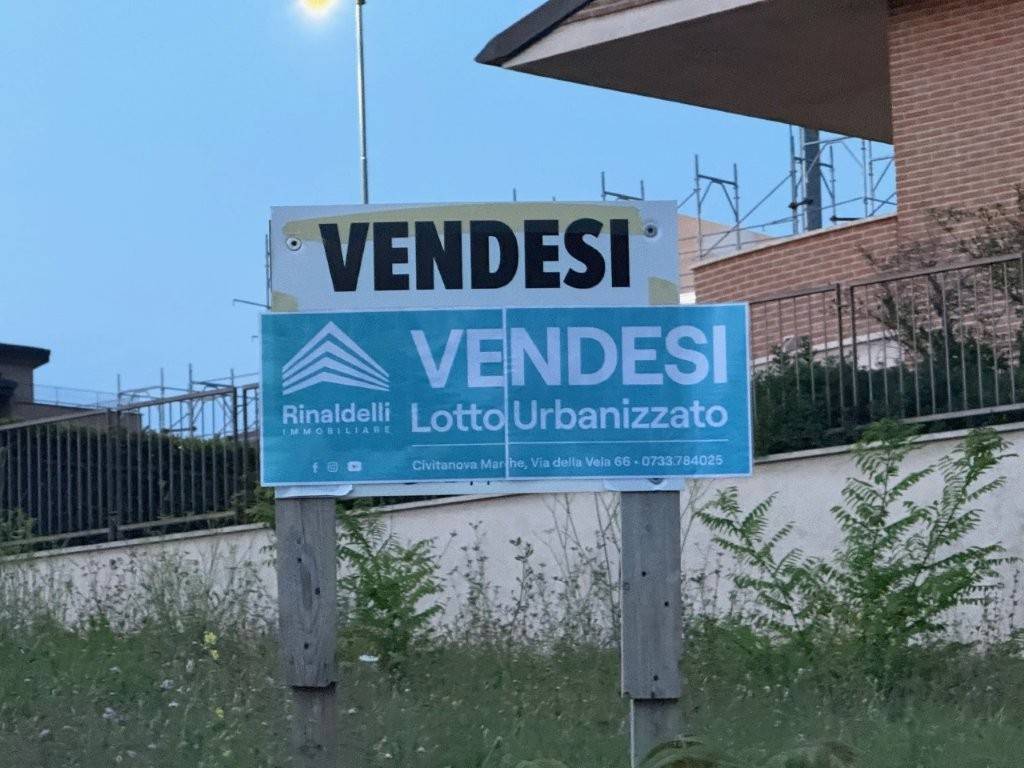 VENDESI
VENDESI
Rinaldelli
IMMOBILIARE
Lotto Urbanizzato
Civitanova Marche, Via della Vela 66 • 0733.784025